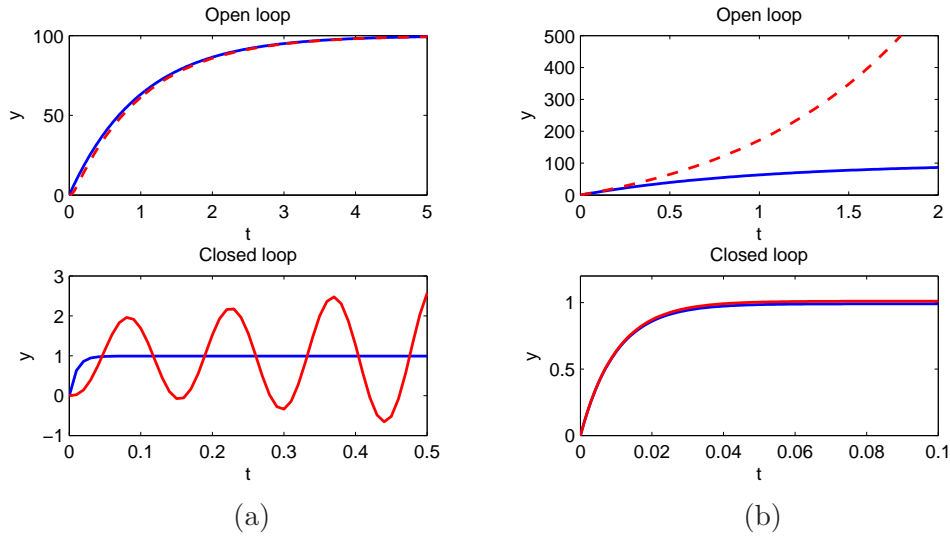 Open loop
100
50
0
y
0 1 2 3 4 5
t
Closed loop
3
2
1
0
−1
y
0 0.1 0.2 0.3 0.4 0.5
t
(a)
Open loop
500
400
300
200
100
0
y
0 0.5 1 1.5 2
t
Closed loop
1
0.5
0
y
0 0.02 0.04 0.06 0.08 0.1
t
(b)